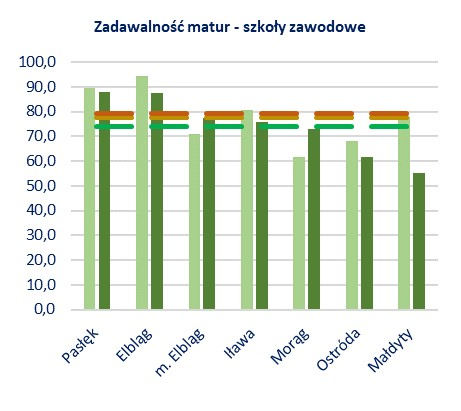 Zadawalność matur - szkoły zawodowe
100,0
90,0
80,0
70,0
60,0
50,0
40,0
30,0
20,0
10,0
0,0
Pasłęk
Elbląg
m. Elbląg
Iława
Morąg
Ostróda
Małdyty